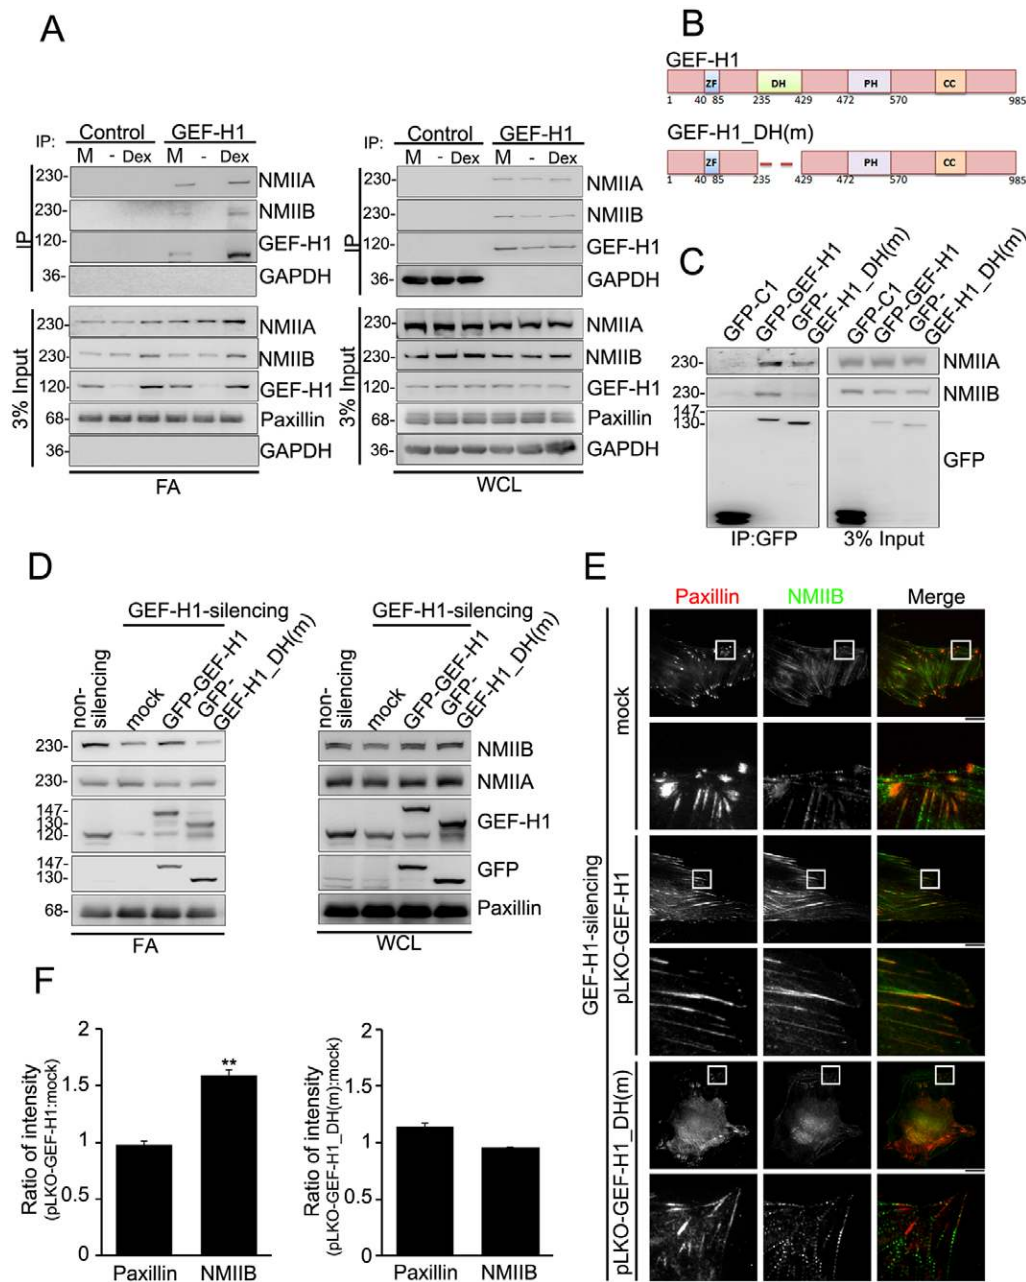 A
IP: Control GEF-H1
M - Dex M - Dex
230- NMIIA
230- NMIIB
120- GEF-H1
36- GAPDH
IP
230- NMIIA
230- NMIIB
120- GEF-H1
68- Paxillin
36- GAPDH
3% Input
FA
IP: Control GEF-H1
M - Dex M - Dex
230- NMIIA
230- NMIIB
120- GEF-H1
36- GAPDH
IP
230- NMIIA
230- NMIIB
120- GEF-H1
68- Paxillin
36- GAPDH
3% Input
WCL
B
GEF-H1
ZF DH PH CC
1 40 85 235 429 472 570 985
GEF-H1_DH(m)
ZF PH CC
1 40 85 235 429 472 570 985
C
GFP-C1
GFP-GEF-H1
GFP-
GEF-H1_DH(m)
GFP-C1
GFP-GEF-H1
GFP-
GEF-H1_DH(m)
230- NMIIA
230- NMIIB
147-
130-
GFP
IP:GFP 3% Input
D
GEF-H1-silencing
non-
silencing
mock
GFP-GEF-H1
GFP-
GEF-H1_DH(m)
230-
230-
147-
130-
120-
147-
130-
68-
FA
GEF-H1-silencing
non-
silencing
mock
GFP-GEF-H1
GFP-
GEF-H1_DH(m)
NMIIB
NMIIA
GEF-H1
GFP
Paxillin
WCL
E
Paxillin NMIIB Merge
mock
GEF-H1-silencing
pLKO-GEF-H1
pLKO-GEF-H1_DH(m)
F
Ratio of intensity
(pLKO-GEF-H1:mock)
2
1.5
1
0.5
0
**
Paxillin NMIIB
Ratio of intensity
(pLKO-GEF-H1_DH(m):mock)
2
1.5
1
0.5
0
Paxillin NMIIB